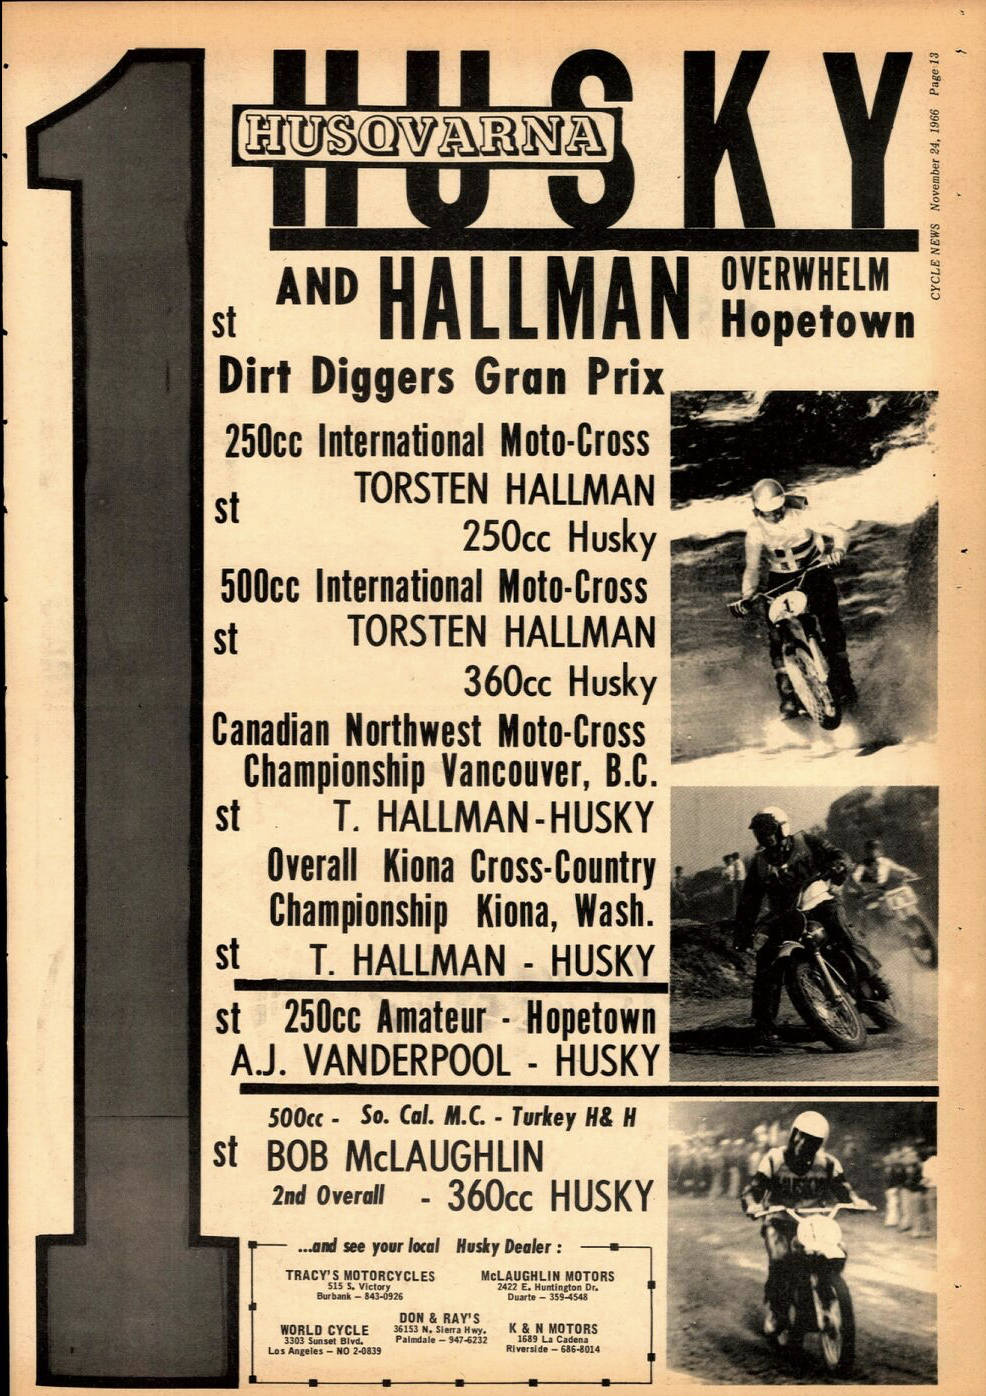 HUSKY
HUSQVARNA
CYCLE NEWS November 24, 1966 Page 13
AND HALLMAN OVERWHELM
st Hopetown
Dirt Diggers Gran Prix
250cc International Moto-Cross
TORSTEN HALLMAN
st
250cc Husky
500cc International Moto-Cross
st TORSTEN HALLMAN
360cc Husky
Canadian Northwest Moto-Cross
Championship Vancouver, B.C.
st T. HALLMAN-HUSKY
Overall Kiona Cross-Country
Championship Kiona, Wash.
st T. HALLMAN - HUSKY
st 250cc Amateur - Hopetown
A.J. VANDERPOOL - HUSKY
500cc - So. Cal. M.C. - Turkey H& H
st BOB McLAUGHLIN
2nd Overall - 360cc HUSKY
...and see your local Husky Dealer :
TRACY'S MOTORCYCLES
515 S. Victory
Burbank — 843-0926
McLAUGHLIN MOTORS
2422 E. Huntington Dr.
Duarte — 359-4548
DON & RAY'S
36153 N. Sierra Hwy.
Palmdale — 947-6232
WORLD CYCLE
3303 Sunset Blvd.
Los Angeles — NO 2-0839
K & N MOTORS
1689 La Cadena
Riverside — 686-8014
1